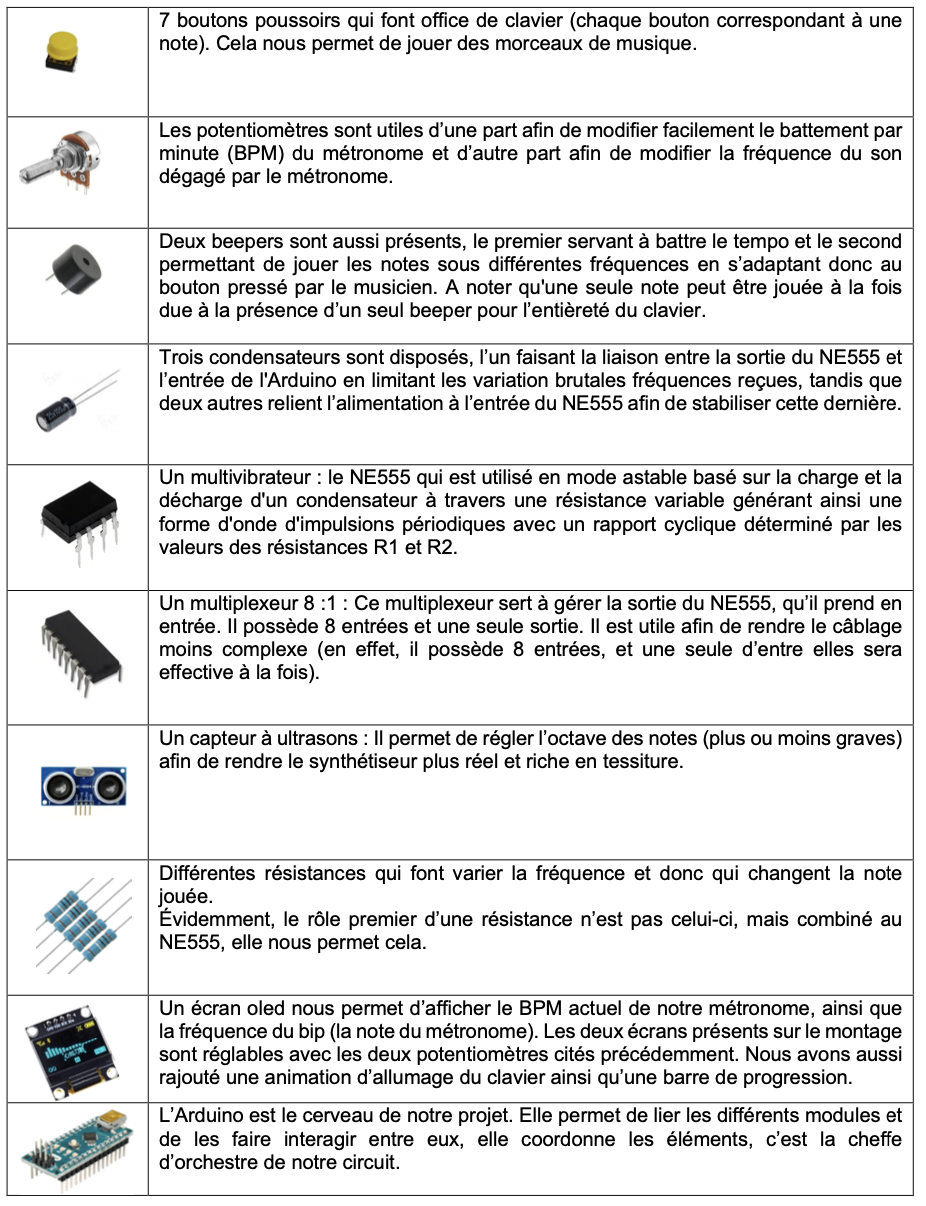 7 boutons poussoirs qui font office de clavier (chaque bouton correspondant à une
note). Cela nous permet de jouer des morceaux de musique.
Les potentiomètres sont utiles d’une part afin de modifier facilement le battement par
minute (BPM) du métronome et d’autre part afin de modifier la fréquence du son
dégagé par le métronome.
Deux beepers sont aussi présents, le premier servant à battre le tempo et le second
permettant de jouer les notes sous différentes fréquences en s’adaptant donc au
bouton pressé par le musicien. A noter qu'une seule note peut être jouée à la fois
due à la présence d’un seul beeper pour l’entièreté du clavier.
Trois condensateurs sont disposés, l’un faisant la liaison entre la sortie du NE555 et
l’entrée de l'Arduino en limitant les variation brutales fréquences reçues, tandis que
deux autres relient l’alimentation à l’entrée du NE555 afin de stabiliser cette dernière.
Un multivibrateur : le NE555 qui est utilisé en mode astable basé sur la charge et la
décharge d'un condensateur à travers une résistance variable générant ainsi une
forme d'onde d'impulsions périodiques avec un rapport cyclique déterminé par les
valeurs des résistances R1 et R2.
Un multiplexeur 8 :1 : Ce multiplexeur sert à gérer la sortie du NE555, qu’il prend en
entrée. Il possède 8 entrées et une seule sortie. Il est utile afin de rendre le câblage
moins complexe (en effet, il possède 8 entrées, et une seule d’entre elles sera
effective à la fois).
Un capteur à ultrasons : Il permet de régler l’octave des notes (plus ou moins graves)
afin de rendre le synthétiseur plus réel et riche en tessiture.
Différentes résistances qui font varier la fréquence et donc qui changent la note
jouée.
Évidemment, le rôle premier d’une résistance n’est pas celui-ci, mais combiné au
NE555, elle nous permet cela.
Un écran oled nous permet d’afficher le BPM actuel de notre métronome, ainsi que
la fréquence du bip (la note du métronome). Les deux écrans présents sur le montage
sont réglables avec les deux potentiomètres cités précédemment. Nous avons aussi
rajouté une animation d’allumage du clavier ainsi qu’une barre de progression.
L’Arduino est le cerveau de notre projet. Elle permet de lier les différents modules et
de les faire interagir entre eux, elle coordonne les éléments, c’est la cheffe
d’orchestre de notre circuit.